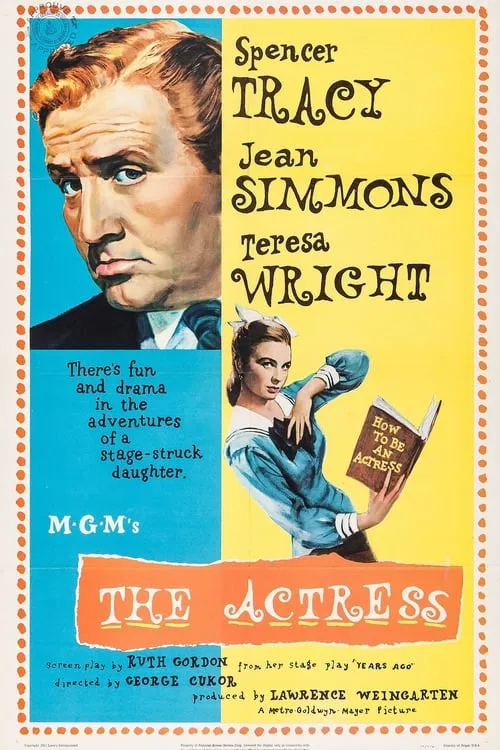 Spencer
TRACY
Jean
SIMMONS
Teresa
WRIGHT
There's fun
and drama
in the
adventures
of a
stage-struck
daughter.
HOW
TO BE
AN
ACTRESS
M·G·M's
THE ACTRESS
screen play by RUTH GORDON from her stage play "YEARS AGO"
directed by GEORGE CUKOR
produced by LAWRENCE WEINGARTEN
A Metro-Goldwyn-Mayer Picture